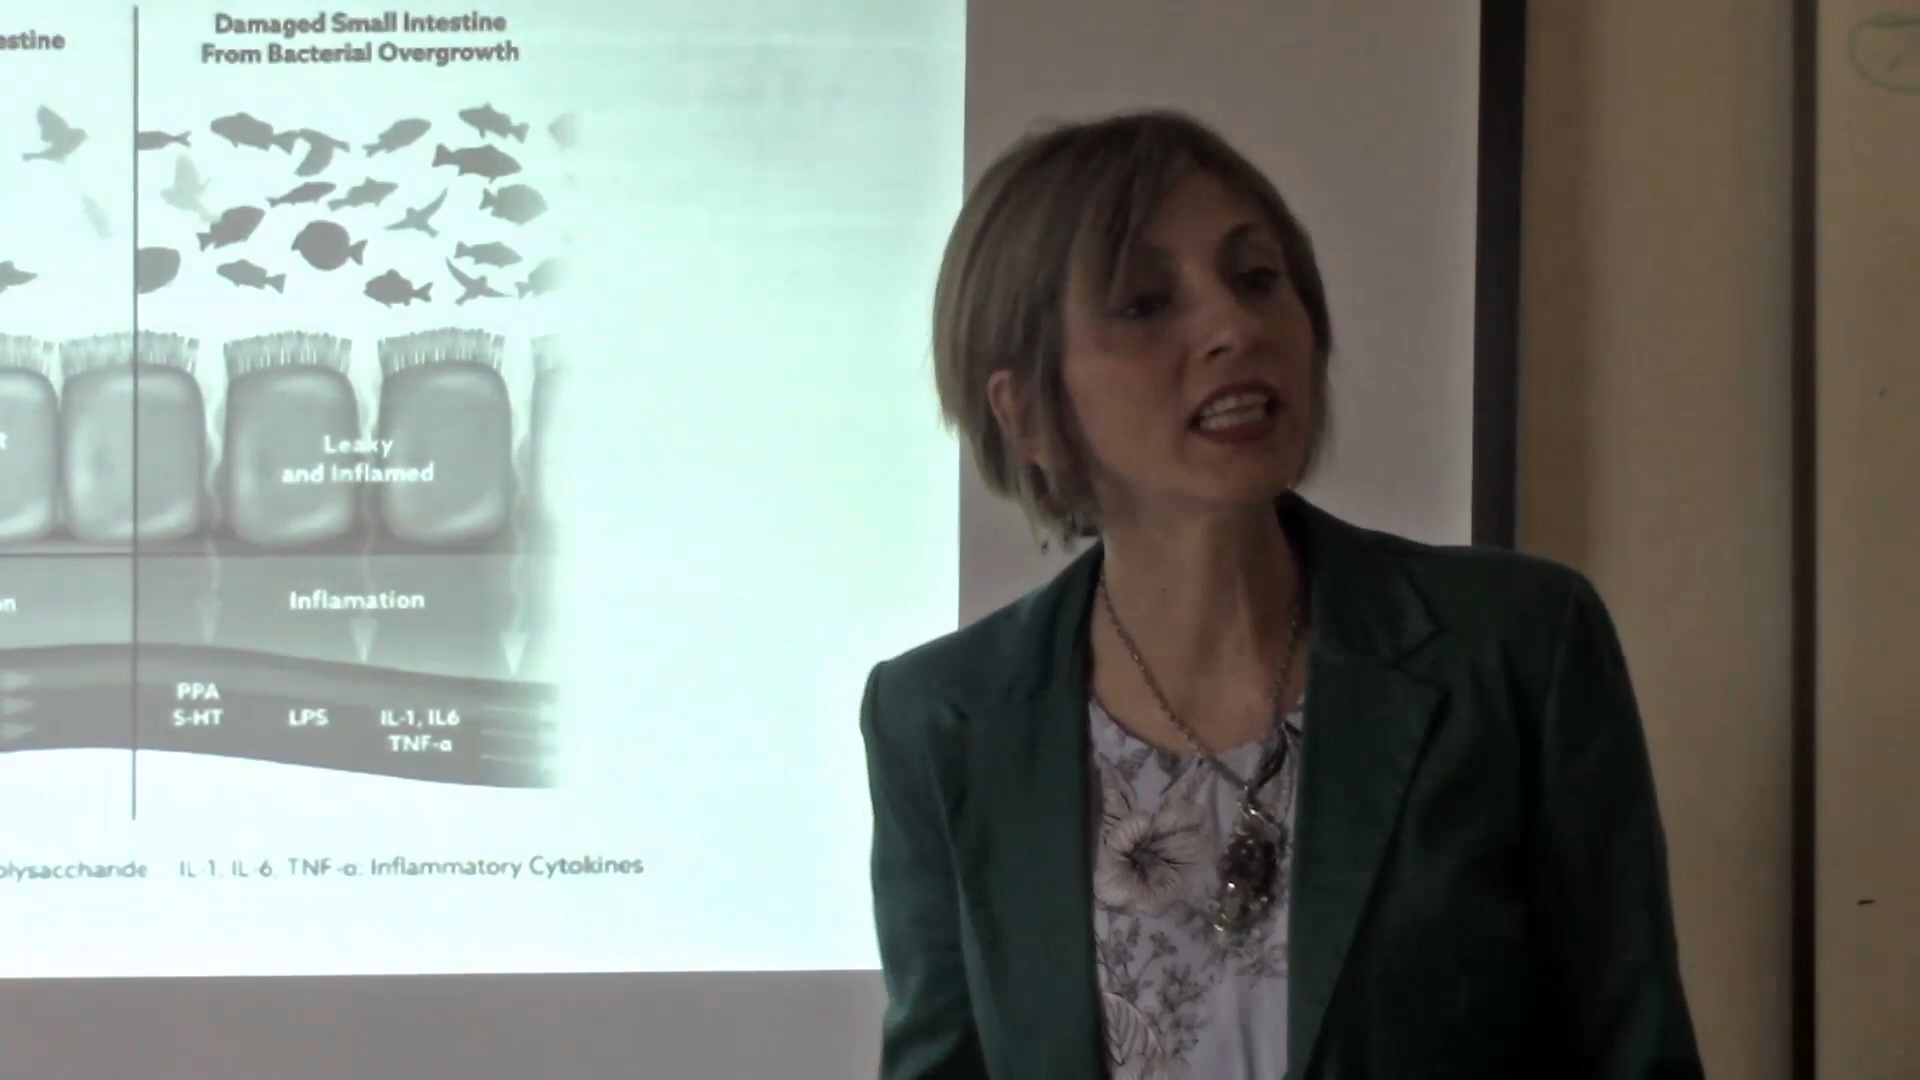 estine
Damaged Small Intestine
From Bacterial Overgrowth
t
Leaky
and Inflamed
on
Inflamation
PPA
5-HT
LPS
IL-1, IL6
TNF-α
olysaccharide IL-1, IL-6, TNF-α: Inflammatory Cytokines